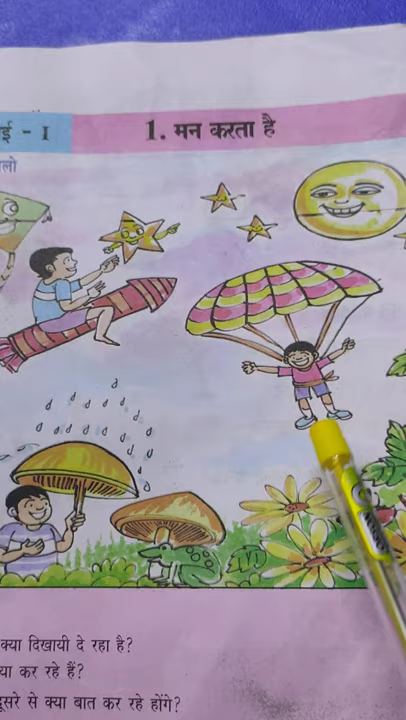 ई - I
1. मन करता है
लो
क्या दिखायी दे रहा है?
या कर रहे हैं?
दूसरे से क्या बात कर रहे होंगे?